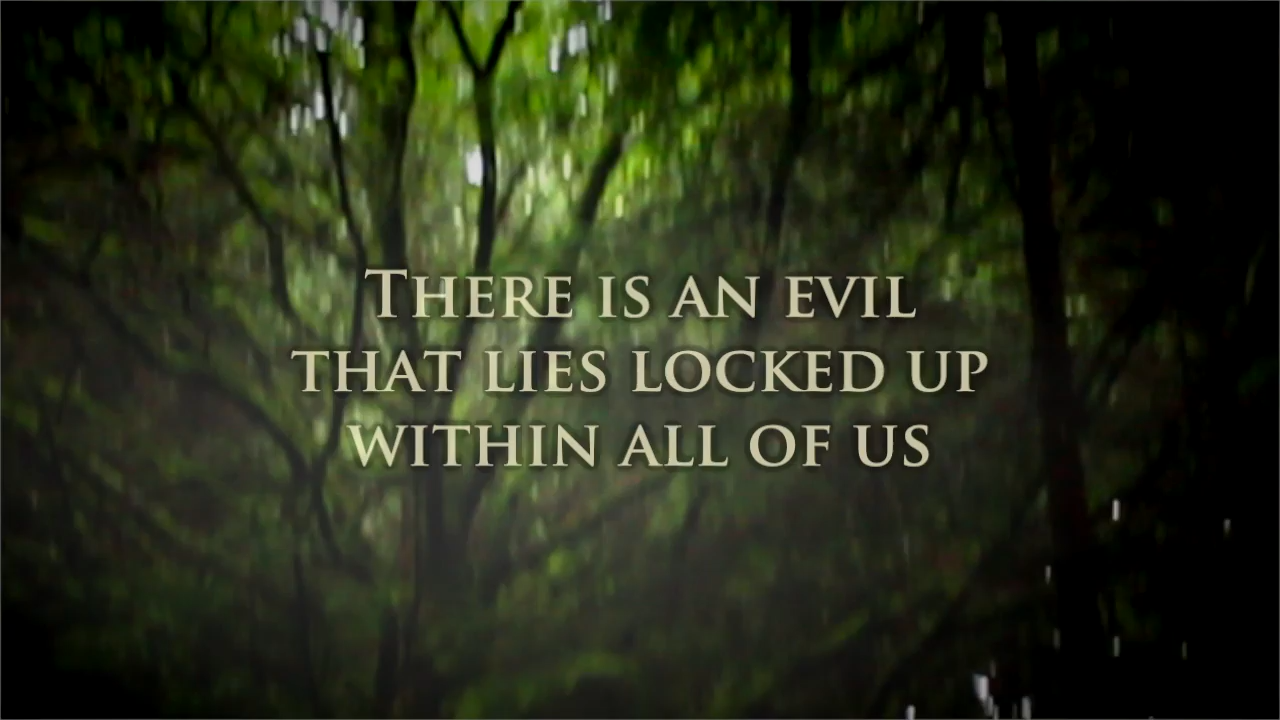 There is an evil
that lies locked up
within all of us